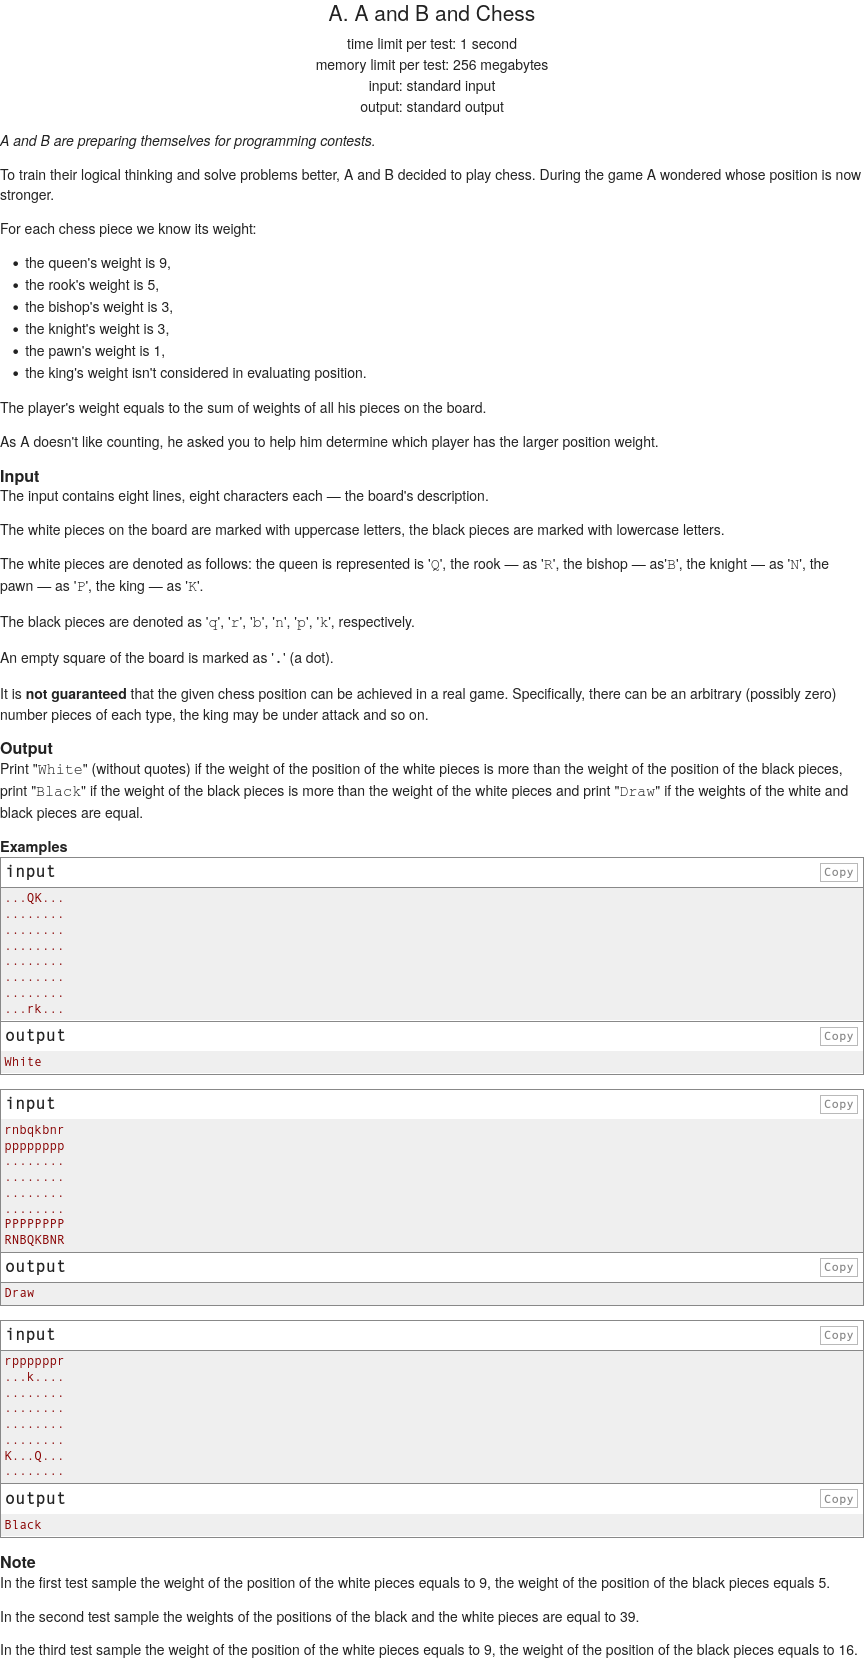 A. A and B and Chess
time limit per test: 1 second
memory limit per test: 256 megabytes
input: standard input
output: standard output
A and B are preparing themselves for programming contests.
To train their logical thinking and solve problems better, A and B decided to play chess. During the game A wondered whose position is now
stronger.
For each chess piece we know its weight:
• the queen's weight is 9,
• the rook's weight is 5,
• the bishop's weight is 3,
• the knight's weight is 3,
• the pawn's weight is 1,
• the king's weight isn't considered in evaluating position.
The player's weight equals to the sum of weights of all his pieces on the board.
As A doesn't like counting, he asked you to help him determine which player has the larger position weight.
Input
The input contains eight lines, eight characters each — the board's description.
The white pieces on the board are marked with uppercase letters, the black pieces are marked with lowercase letters.
The white pieces are denoted as follows: the queen is represented is 'Q', the rook — as 'R', the bishop — as'B', the knight — as 'N', the
pawn — as 'P', the king — as 'K'.
The black pieces are denoted as 'q', 'r', 'b', 'n', 'p', 'k', respectively.
An empty square of the board is marked as '.' (a dot).
It is not guaranteed that the given chess position can be achieved in a real game. Specifically, there can be an arbitrary (possibly zero)
number pieces of each type, the king may be under attack and so on.
Output
Print "White" (without quotes) if the weight of the position of the white pieces is more than the weight of the position of the black pieces,
print "Black" if the weight of the black pieces is more than the weight of the white pieces and print "Draw" if the weights of the white and
black pieces are equal.
Examples
input Copy
...QK...
........
........
........
........
........
........
...rk...
output Copy
White
input Copy
rnbqkbnr
pppppppp
........
........
........
........
PPPPPPPP
RNBQKBNR
output Copy
Draw
input Copy
rppppppr
...k....
........
........
........
........
K...Q...
........
output Copy
Black
Note
In the first test sample the weight of the position of the white pieces equals to 9, the weight of the position of the black pieces equals 5.
In the second test sample the weights of the positions of the black and the white pieces are equal to 39.
In the third test sample the weight of the position of the white pieces equals to 9, the weight of the position of the black pieces equals to 16.